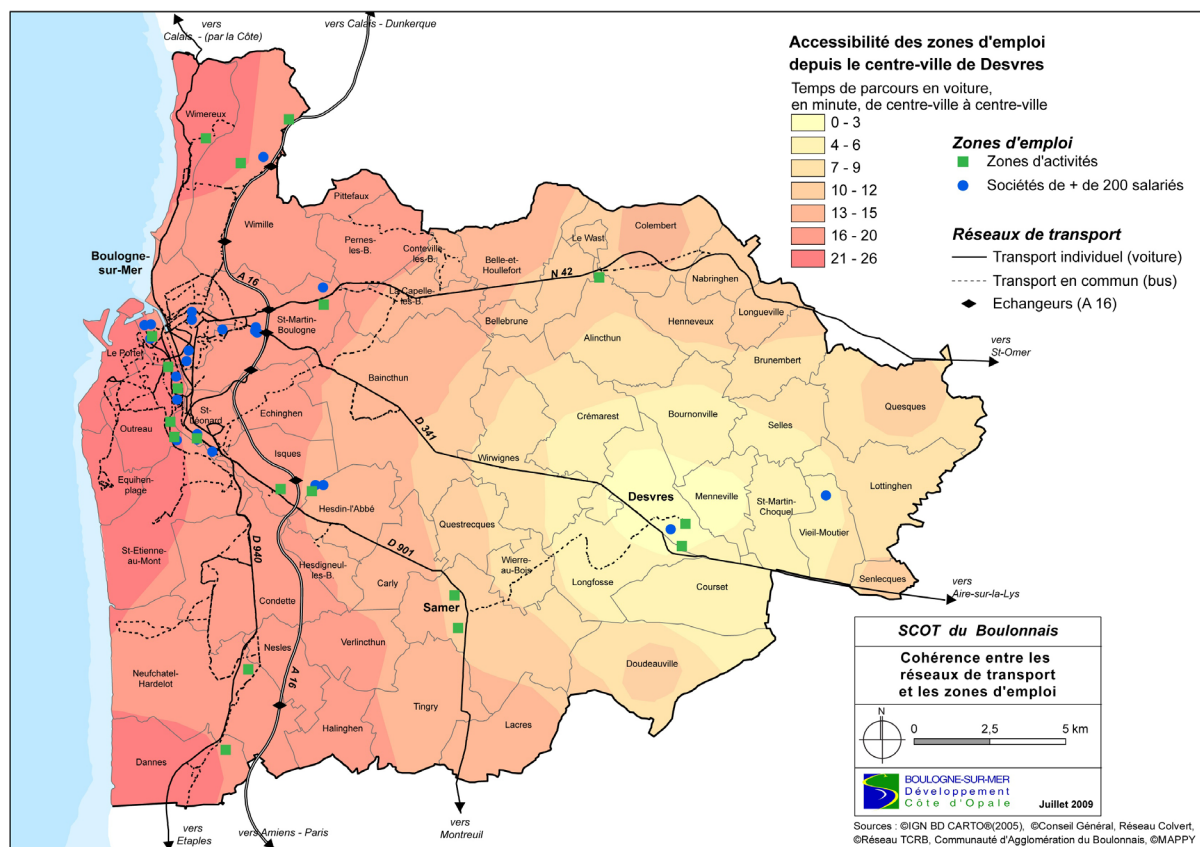 vers
Calais - (par la Côte)
vers Calais - Dunkerque
Accessibilité des zones d'emploi
depuis le centre-ville de Desvres
Temps de parcours en voiture,
en minute, de centre-ville à centre-ville
0 - 3
4 - 6
7 - 9
10 - 12
13 - 15
16 - 20
21 - 26
Zones d'emploi
Zones d'activités
Sociétés de + de 200 salariés
Réseaux de transport
Transport individuel (voiture)
Transport en commun (bus)
Echangeurs (A 16)
Wimereux
Pittefaux
Wimille
Pernes-
les-B.
Conteville-
les-B.
Le Wast
Colembert
Boulogne-
sur-Mer
Belle-et-
Houllefort
N 42
Nabringhen
A 16
La Capelle-
les-B.
Longueville
St-Martin-
Boulogne
Bellebrune
Henneveux
Alincthun
vers
St-Omer
Le Portel
Brunembert
Baincthun
Quesques
St-
Léonard
Echinghen
Crémarest
Bournonville
Selles
Outreau
D 341
Isques
Wirwignes
Lottinghen
Equihen-
plage
Desvres
Menneville
Hesdin-l'Abbé
Questrecques
St-Martin-
Choquel
Vieil-Moutier
St-Etienne-
au-Mont
D 940
D 901
Hesdigneul-
les-B.
Wierre-
au-Bois
Carly
Longfosse
Courset
Senlecques
vers
Aire-sur-la-Lys
Condette
Samer
Verlincthun
Nesles
Neufchatel-
Hardelot
A 16
Doudeauville
Tingry
Lacres
Halinghen
Dannes
vers
Etaples
vers Amiens - Paris
vers
Montreuil
SCOT du Boulonnais
Cohérence entre les
réseaux de transport
et les zones d'emploi
N
0 2,5 5 km
BOULOGNE-SUR-MER
Développement
Côte d'Opale
Juillet 2009
Sources : ©IGN BD CARTO®(2005), ©Conseil Général, Réseau Colvert,
©Réseau TCRB, Communauté d'Agglomération du Boulonnais, ©MAPPY